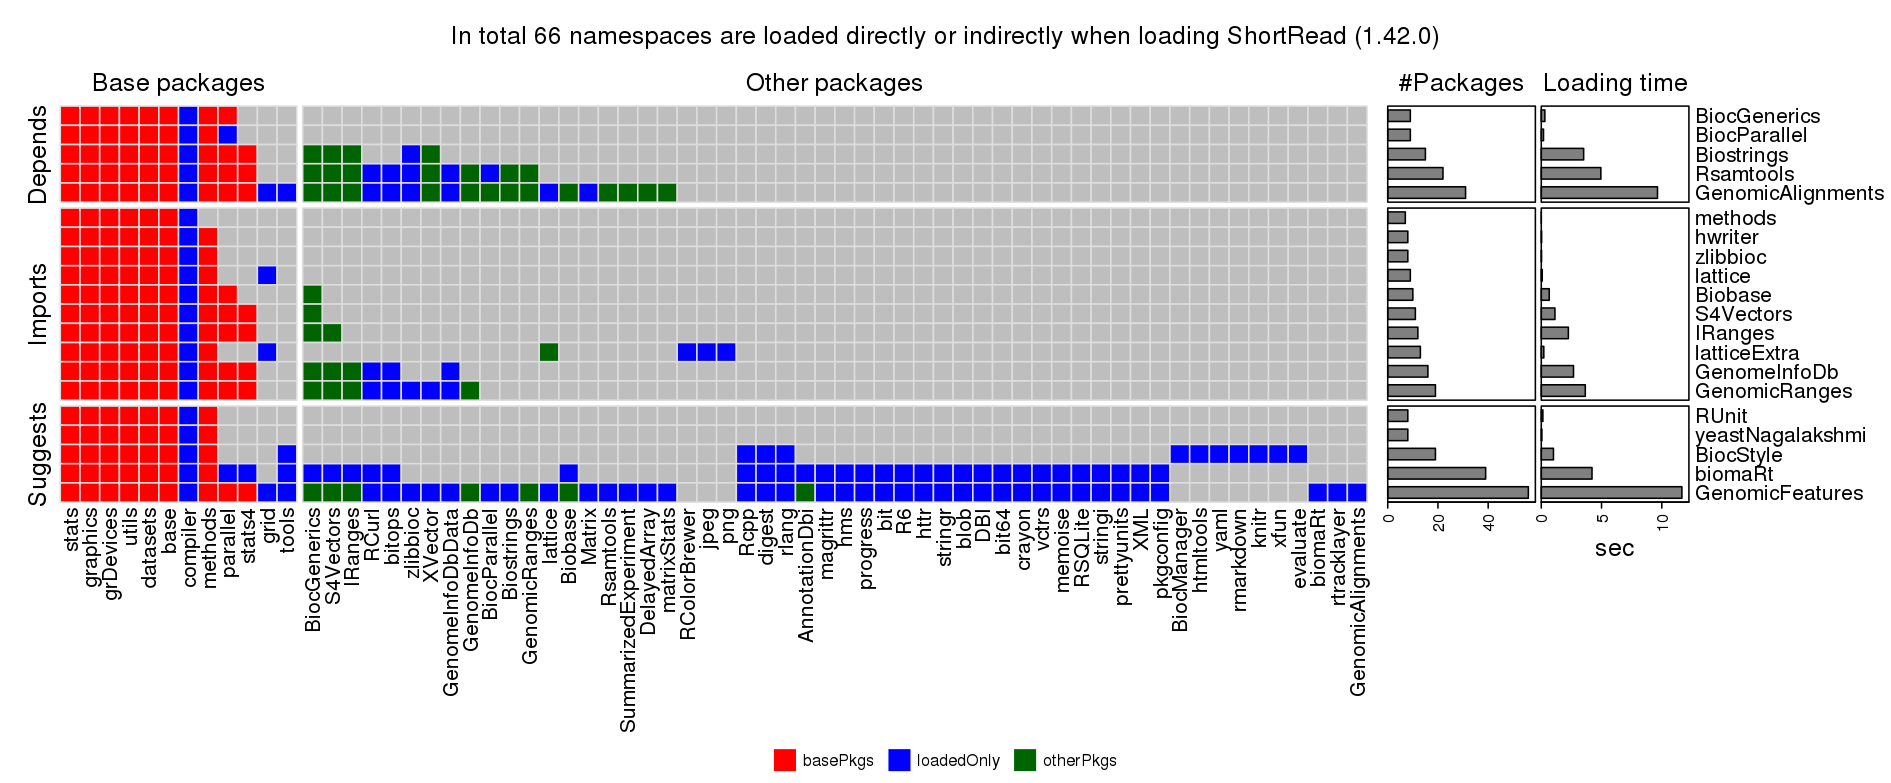 In total 66 namespaces are loaded directly or indirectly when loading ShortRead (1.42.0)
Base packages
Other packages
#Packages
Loading time
Depends
BiocGenerics
BiocParallel
Biostrings
Rsamtools
GenomicAlignments
Imports
methods
hwriter
zlibbioc
lattice
Biobase
S4Vectors
IRanges
latticeExtra
GenomeInfoDb
GenomicRanges
Suggests
RUnit
yeastNagalakshmi
BiocStyle
biomaRt
GenomicFeatures
stats
graphics
grDevices
utils
datasets
base
compiler
methods
parallel
stats4
grid
tools
BiocGenerics
S4Vectors
IRanges
RCurl
bitops
zlibbioc
XVector
GenomeInfoDbData
GenomeInfoDb
BiocParallel
Biostrings
GenomicRanges
lattice
Biobase
Matrix
Rsamtools
SummarizedExperiment
DelayedArray
matrixStats
RColorBrewer
jpeg
png
Rcpp
digest
rlang
AnnotationDbi
magrittr
hms
progress
bit
R6
httr
stringr
blob
DBI
bit64
crayon
vctrs
memoise
RSQLite
stringi
prettyunits
XML
pkgconfig
BiocManager
htmltools
yaml
rmarkdown
knitr
xfun
evaluate
biomaRt
rtracklayer
GenomicAlignments
0
20
40
0
5
10
sec
basePkgs
loadedOnly
otherPkgs